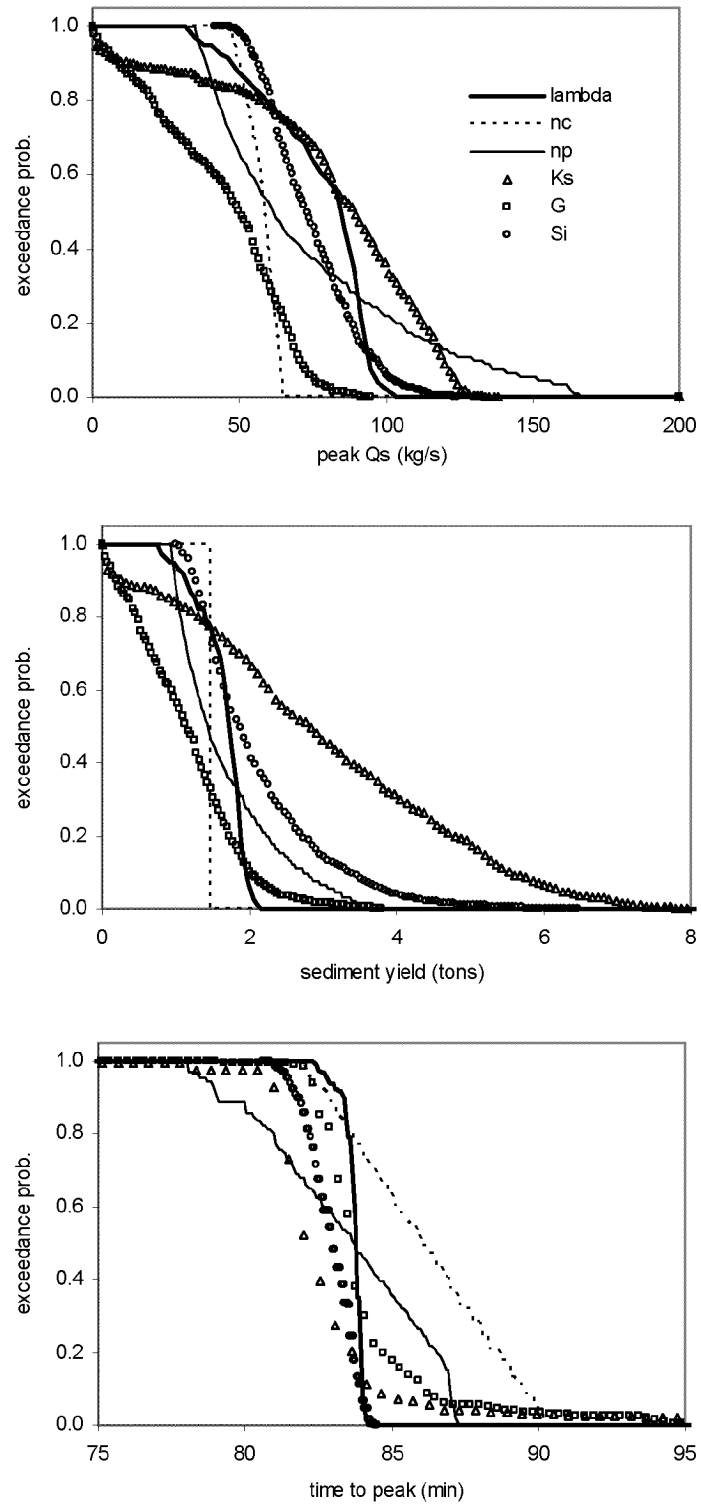 exceedance prob.
1.0
0.8
0.6
0.4
0.2
0.0
lambda
nc
np
Ks
G
Si
0 50 100 150 200
peak Qs (kg/s)
exceedance prob.
1.0
0.8
0.6
0.4
0.2
0.0
0 2 4 6 8
sediment yield (tons)
exceedance prob.
1.0
0.8
0.6
0.4
0.2
0.0
75 80 85 90 95
time to peak (min)